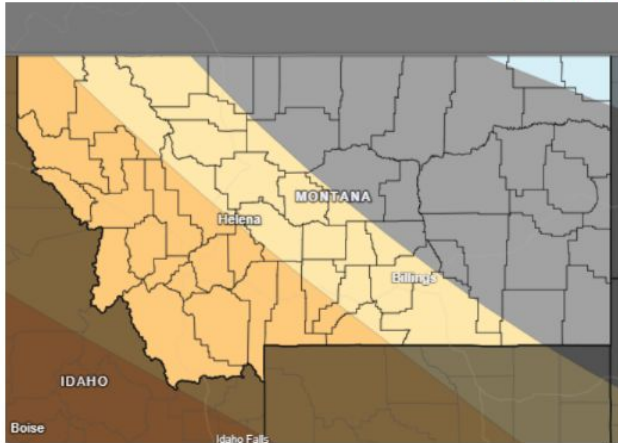 MONTANA
Helena
Billings
IDAHO
Boise
Idaho Falls